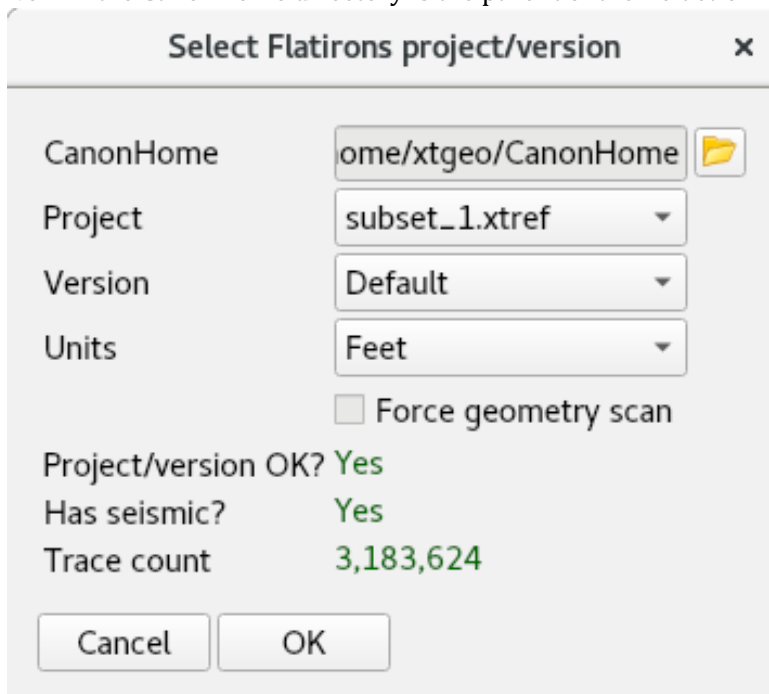 Select Flatirons project/version
CanonHome ome/xtgeo/CanonHome
Project subset_1.xtref
Version Default
Units Feet
Force geometry scan
Project/version OK? Yes
Has seismic? Yes
Trace count 3,183,624
Cancel OK